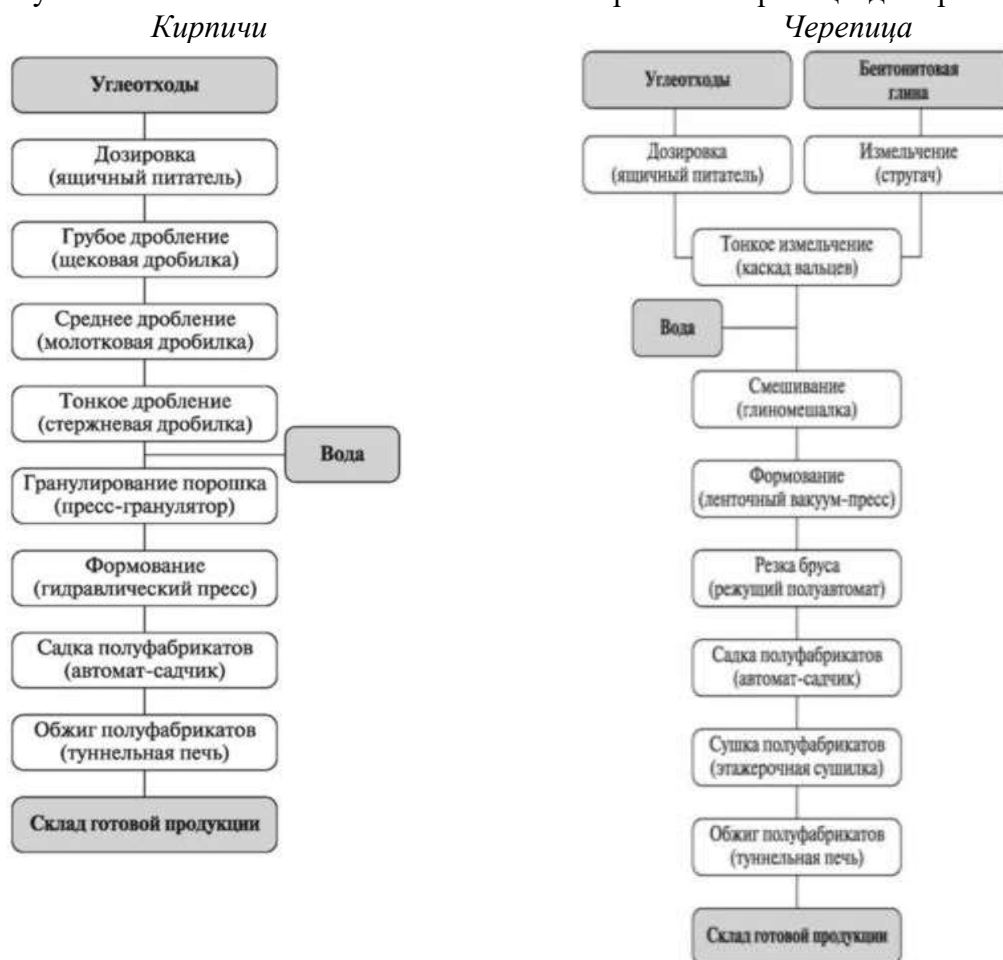 Кирпичи
Углеотходы
Дозировка
(ящичный питатель)
Грубое дробление
(щековая дробилка)
Среднее дробление
(молотковая дробилка)
Тонкое дробление
(стержневая дробилка)
Вода
Гранулирование порошка
(пресс-гранулятор)
Формование
(гидравлический пресс)
Садка полуфабрикатов
(автомат-садчик)
Обжиг полуфабрикатов
(туннельная печь)
Склад готовой продукции
Черепица
Углеотходы
Бентонитовая
глина
Дозировка
(ящичный питатель)
Измельчение
(стругач)
Тонкое измельчение
(каскад вальцев)
Вода
Смешивание
(глиномешалка)
Формование
(ленточный вакуум-пресс)
Резка бруса
(режущий полуавтомат)
Садка полуфабрикатов
(автомат-садчик)
Сушка полуфабрикатов
(этажерочная сушилка)
Обжиг полуфабрикатов
(туннельная печь)
Склад готовой продукции